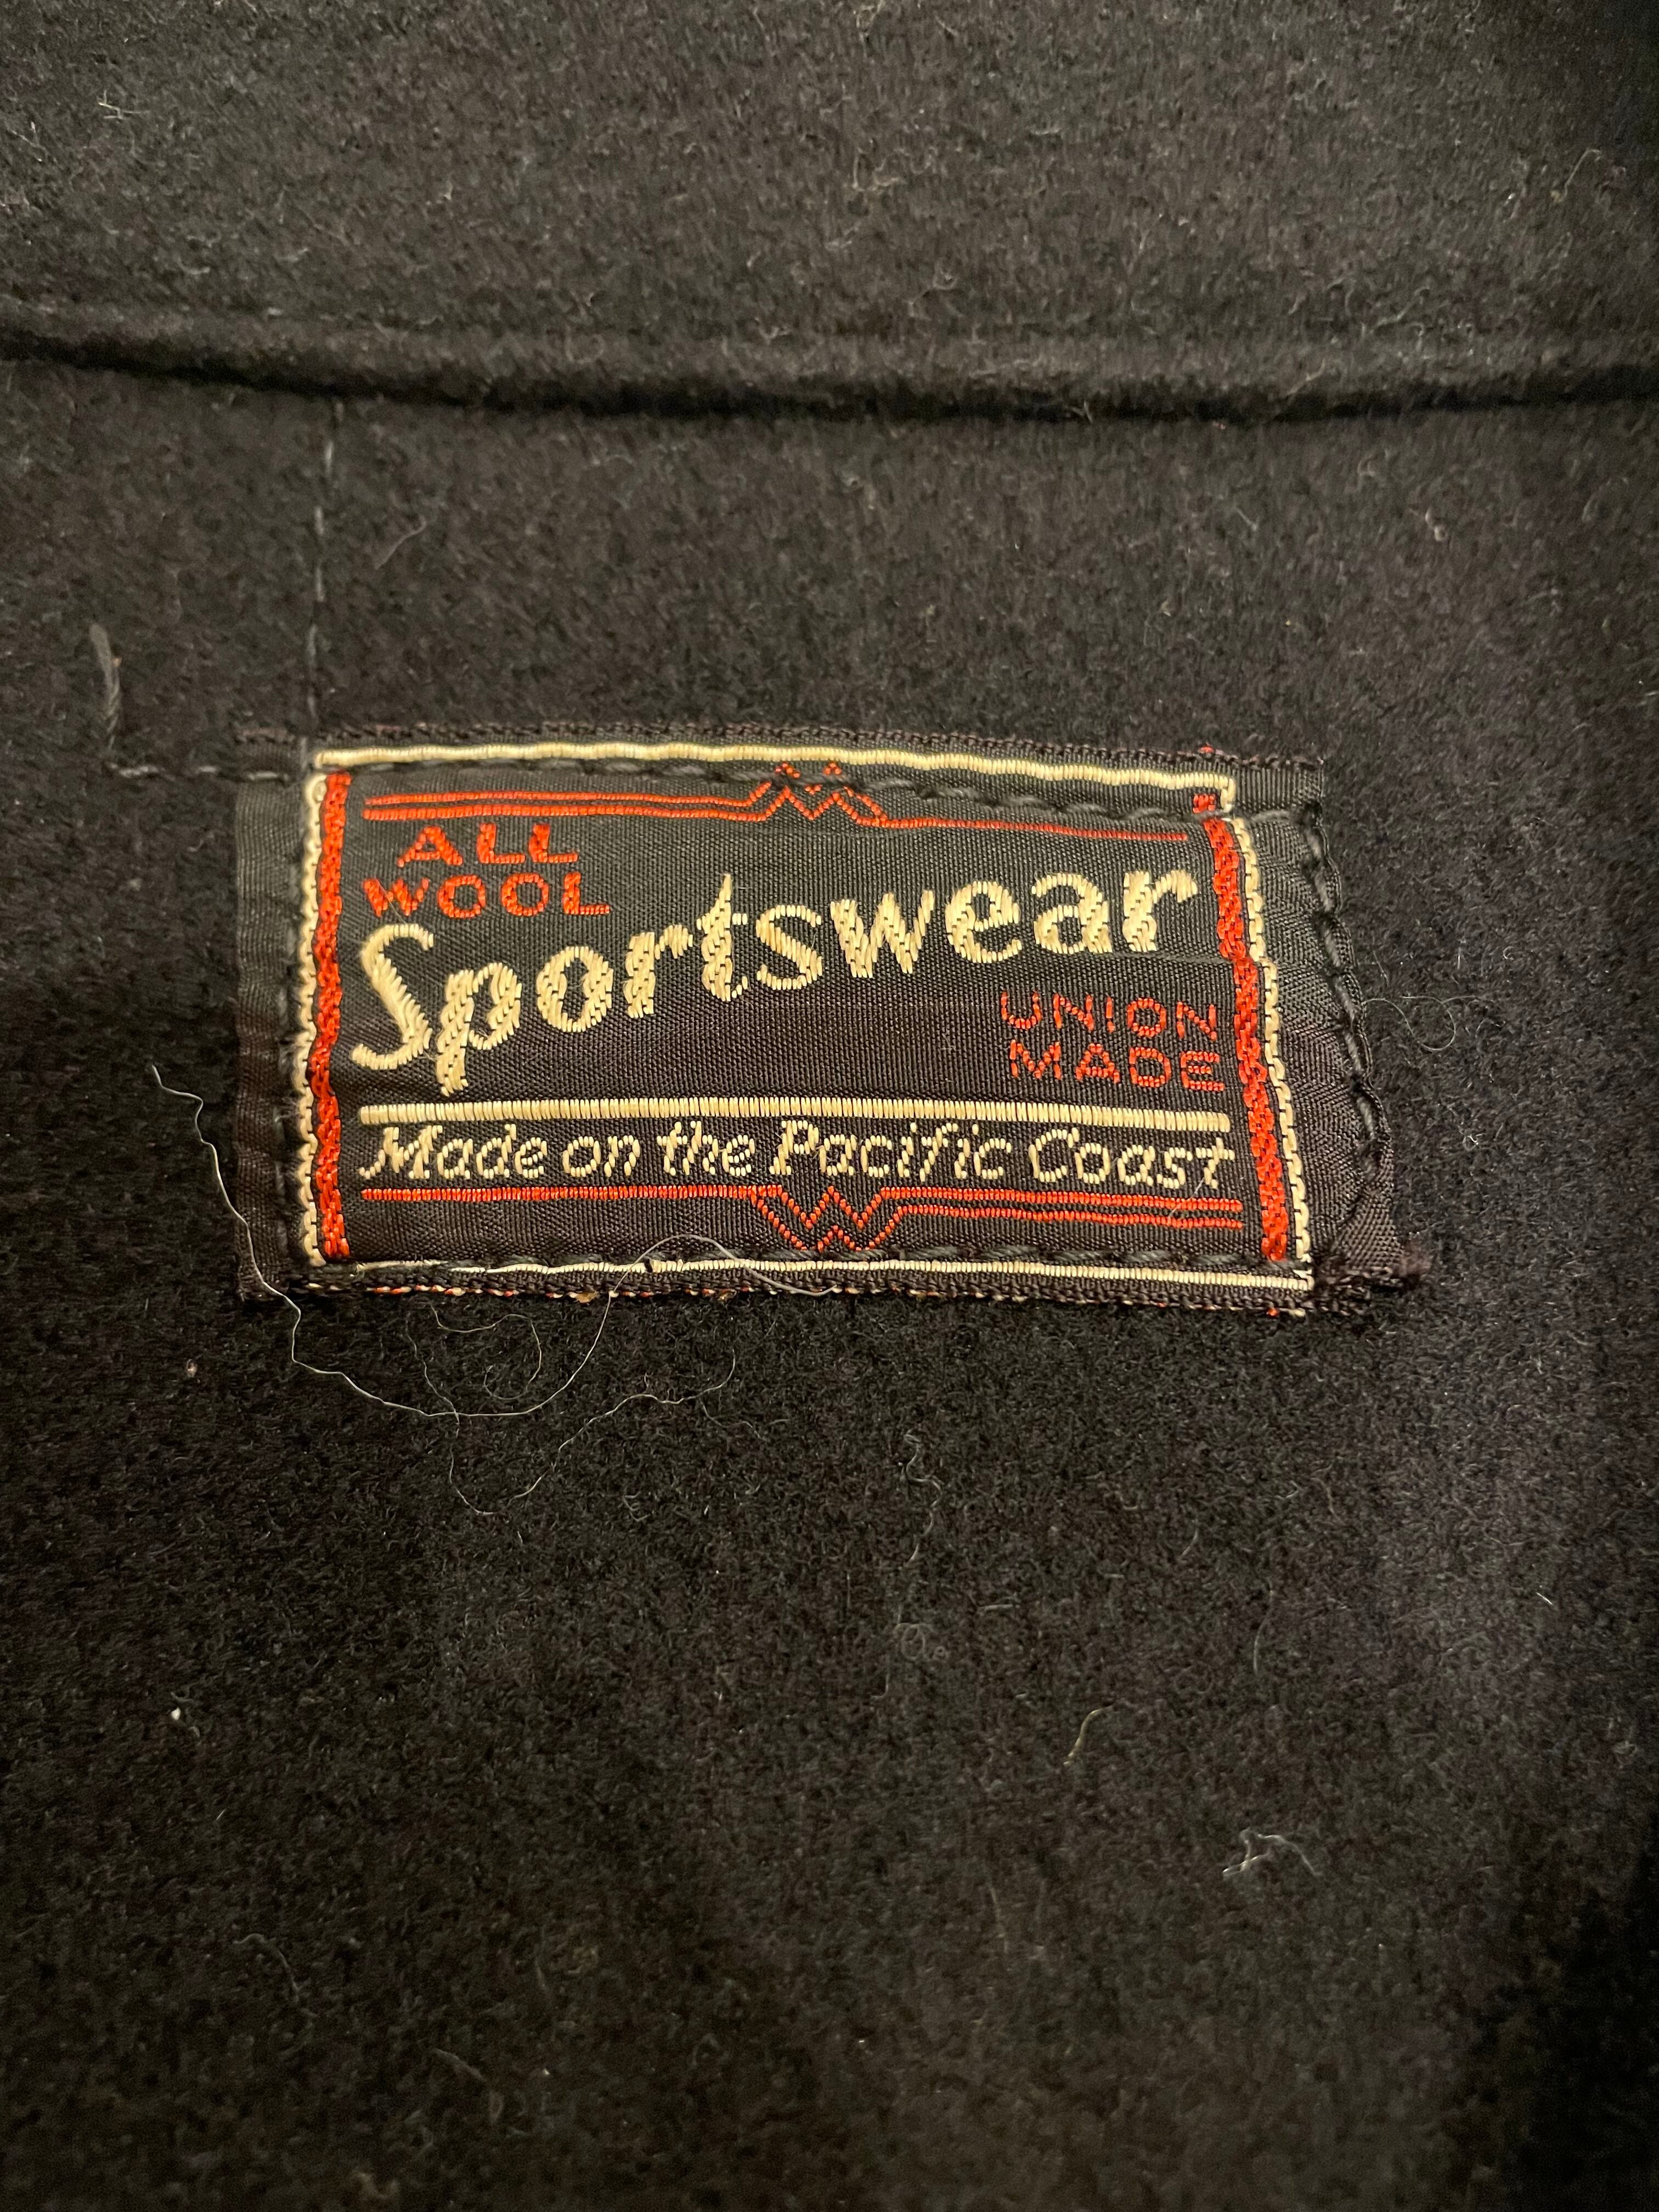 ALL
WOOL
Sportswear
UNION
MADE
Made on the Pacific Coast
W